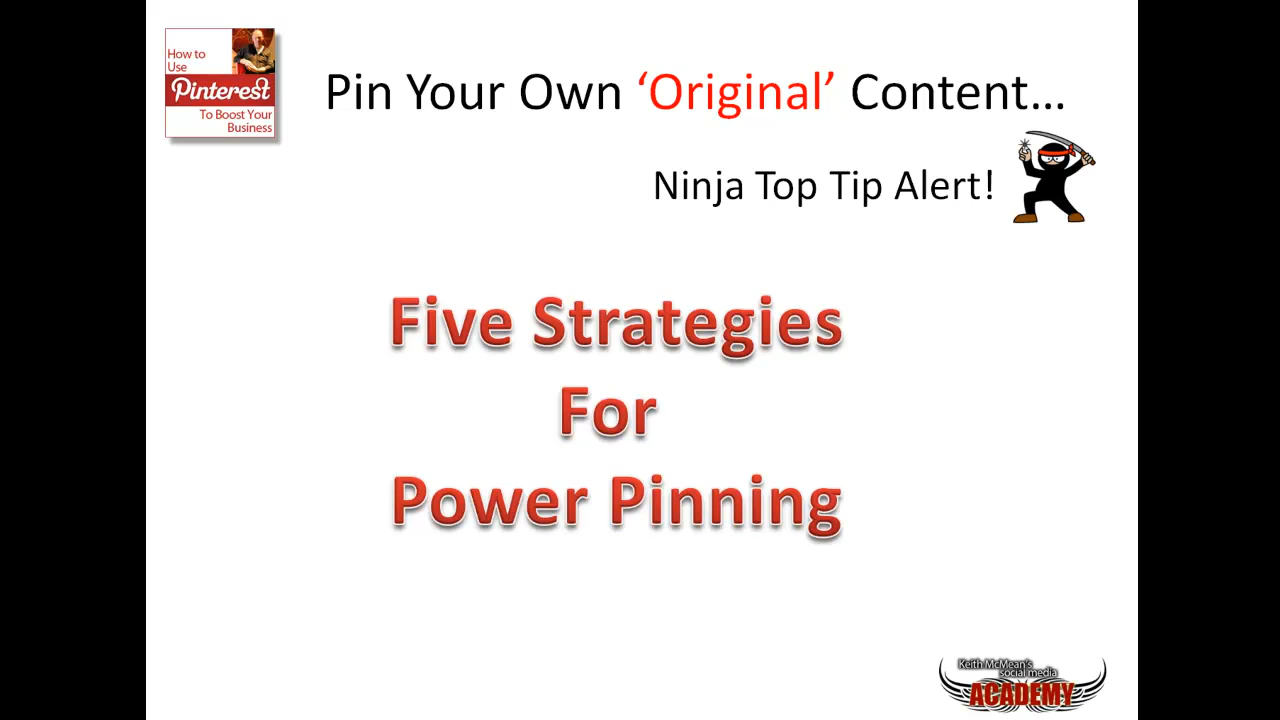 How to
Use
Pinterest
To Boost Your
Business
Pin Your Own ‘Original’ Content...
Ninja Top Tip Alert!
Five Strategies
For
Power Pinning
Keith McMean's
social media
ACADEMY